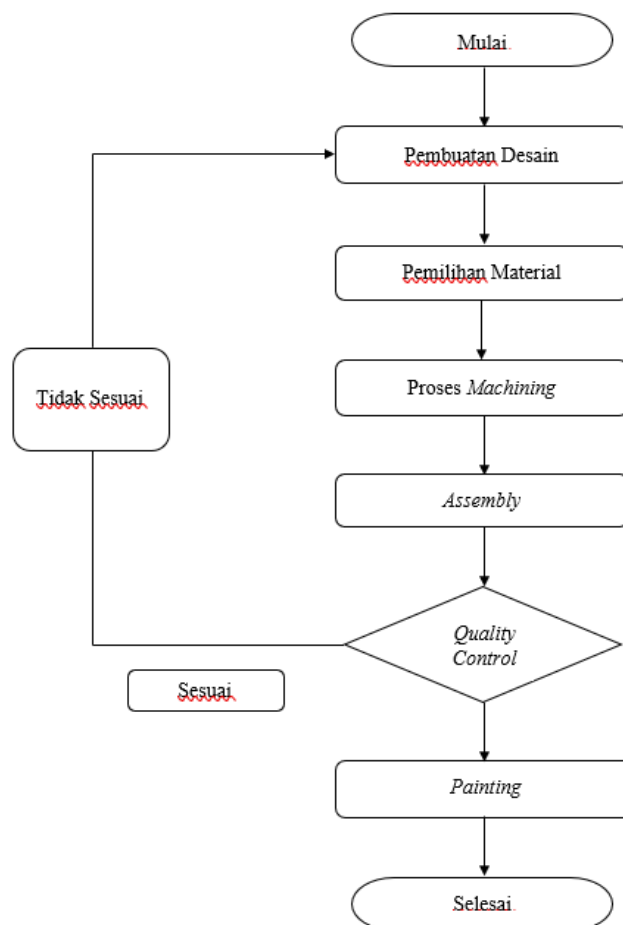 Mulai
Pembuatan Desain
Pemilihan Material
Proses Machining
Tidak Sesuai
Assembly
Quality
Control
Sesuai
Painting
Selesai